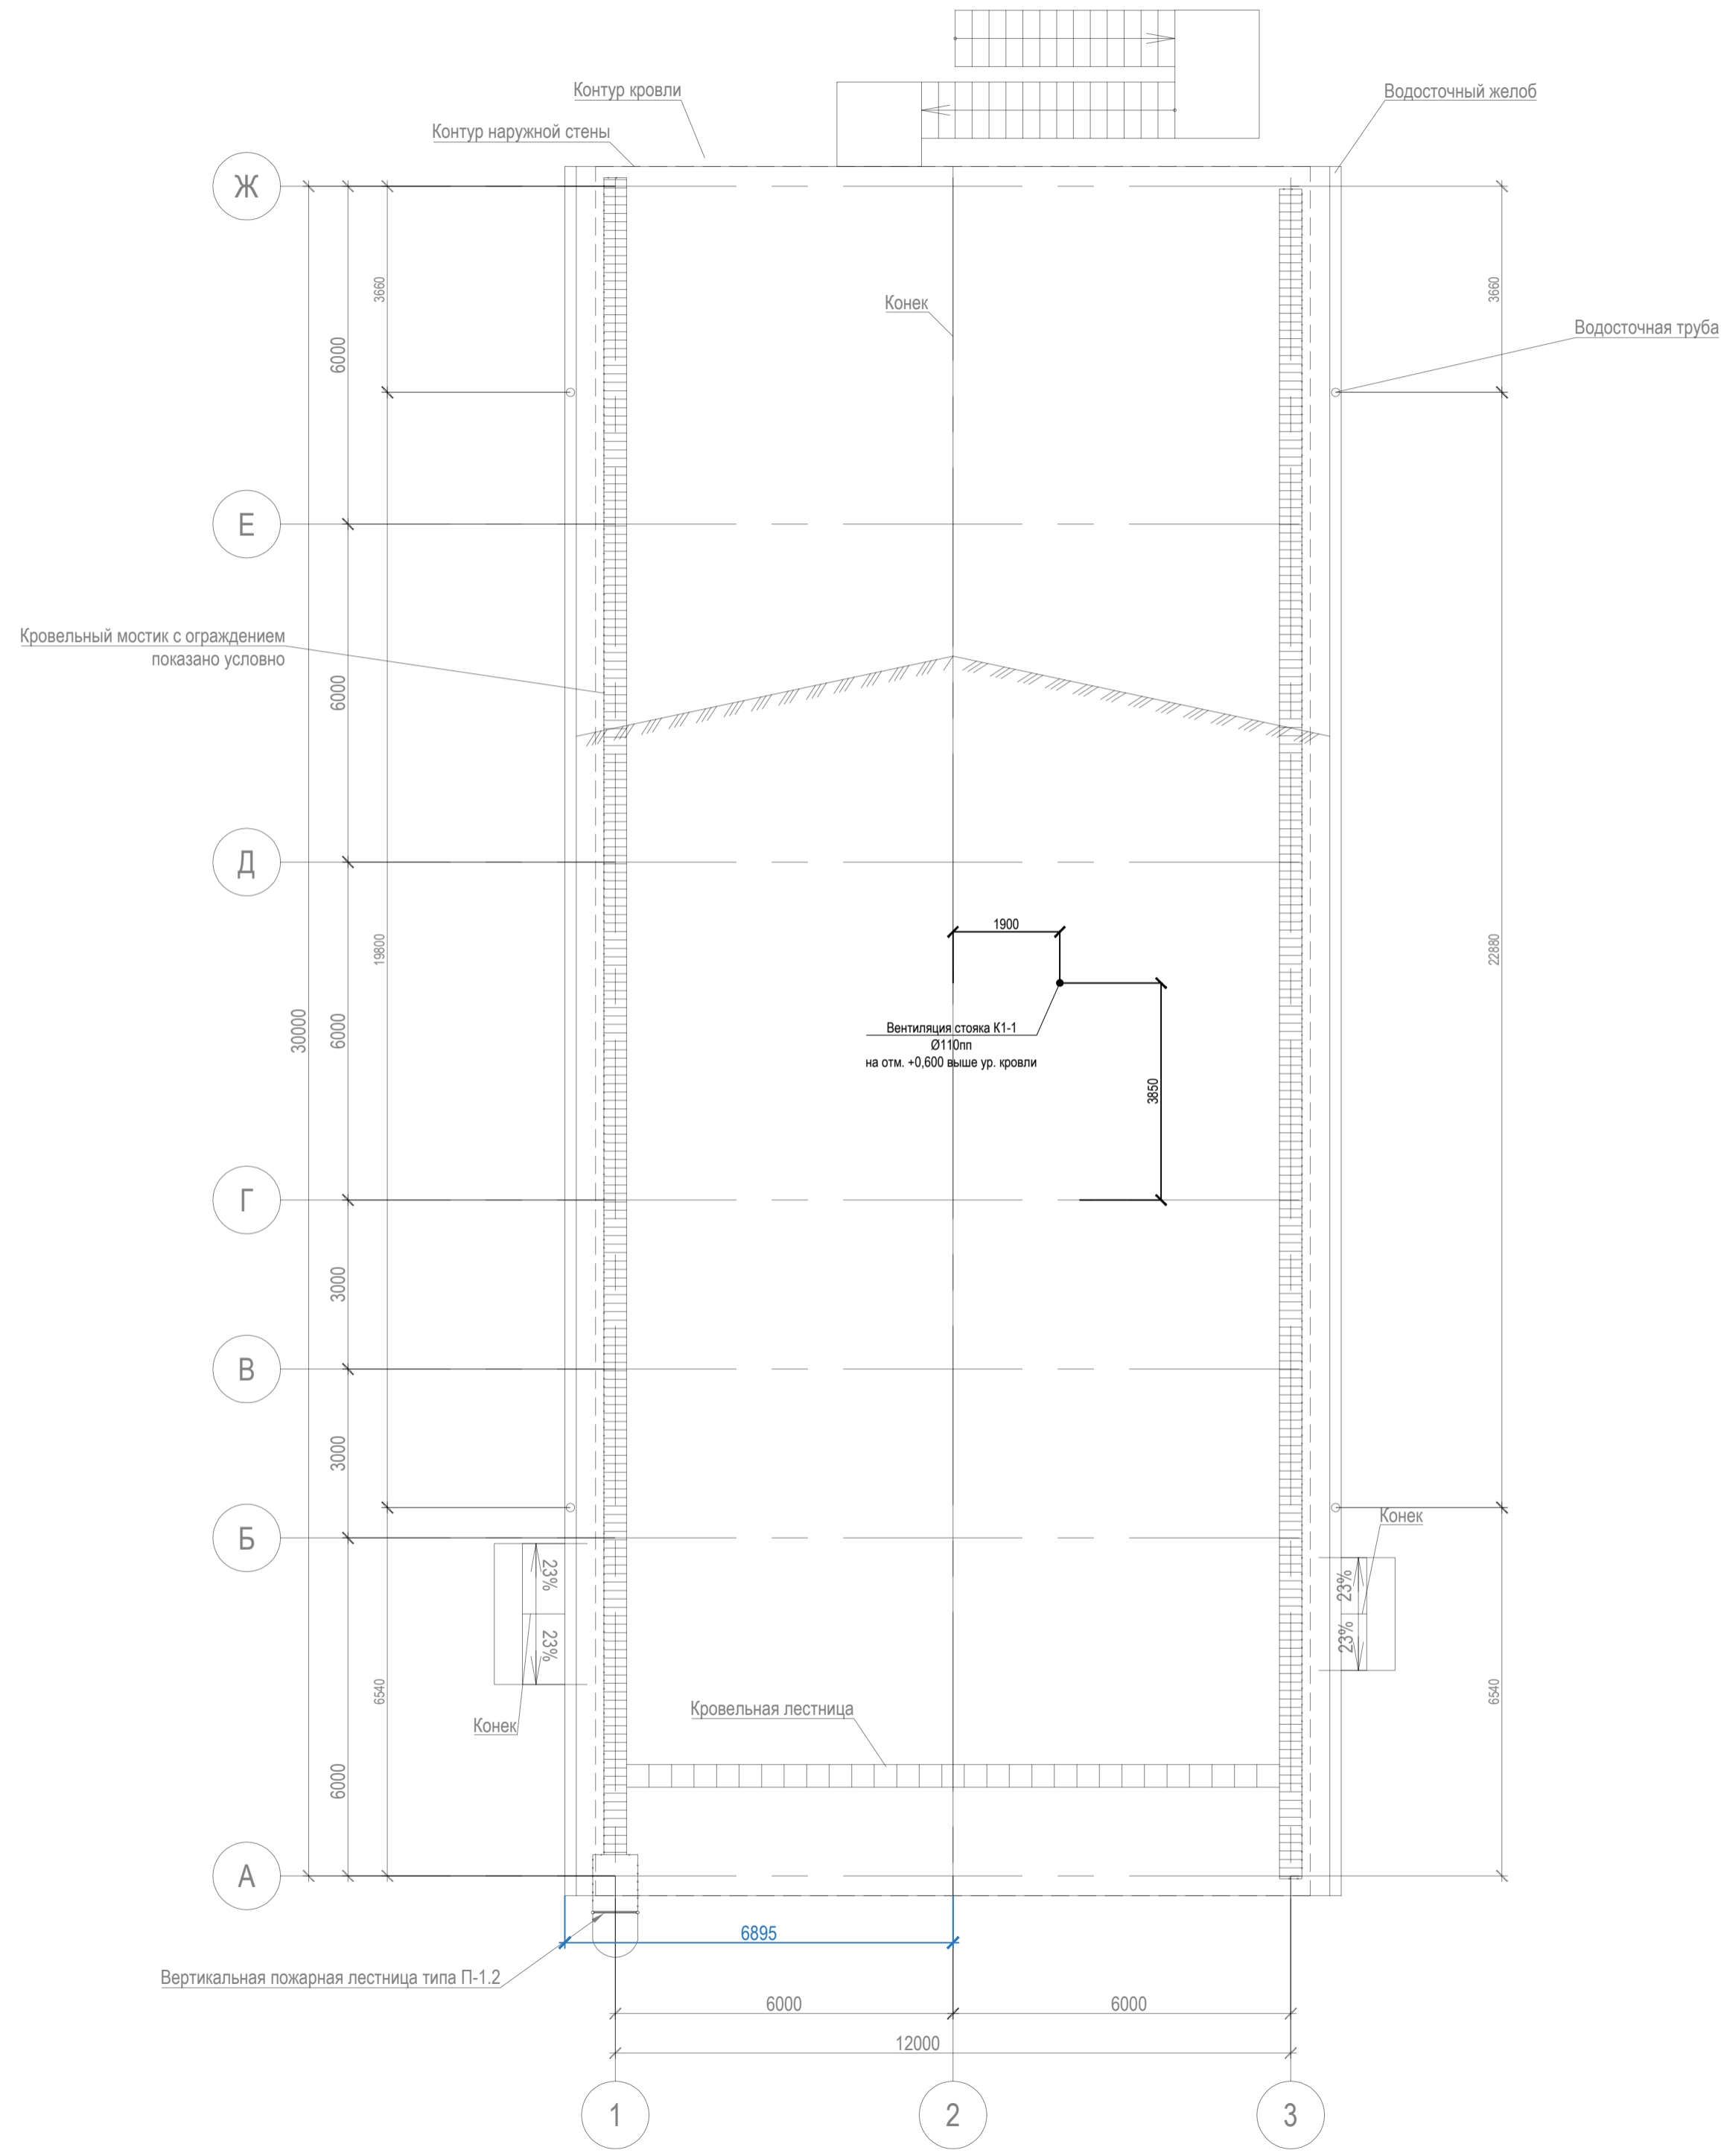 Контур кровли
Водосточный желоб
Контур наружной стены
Ж
3660
3660
Конек
Водосточная труба
6000
Е
Кровельный мостик с ограждением
показано условно
6000
Д
1900
19800
22880
30000
6000
Вентиляция стояка К1-1
Ø110пп
на отм. +0,600 выше ур. кровли
3850
Г
3000
В
3000
Конек
Б
23%
23%
23%
23%
6540
6540
Кровельная лестница
Конек
6000
А
6895
Вертикальная пожарная лестница типа П-1.2
6000
6000
12000
1
2
3